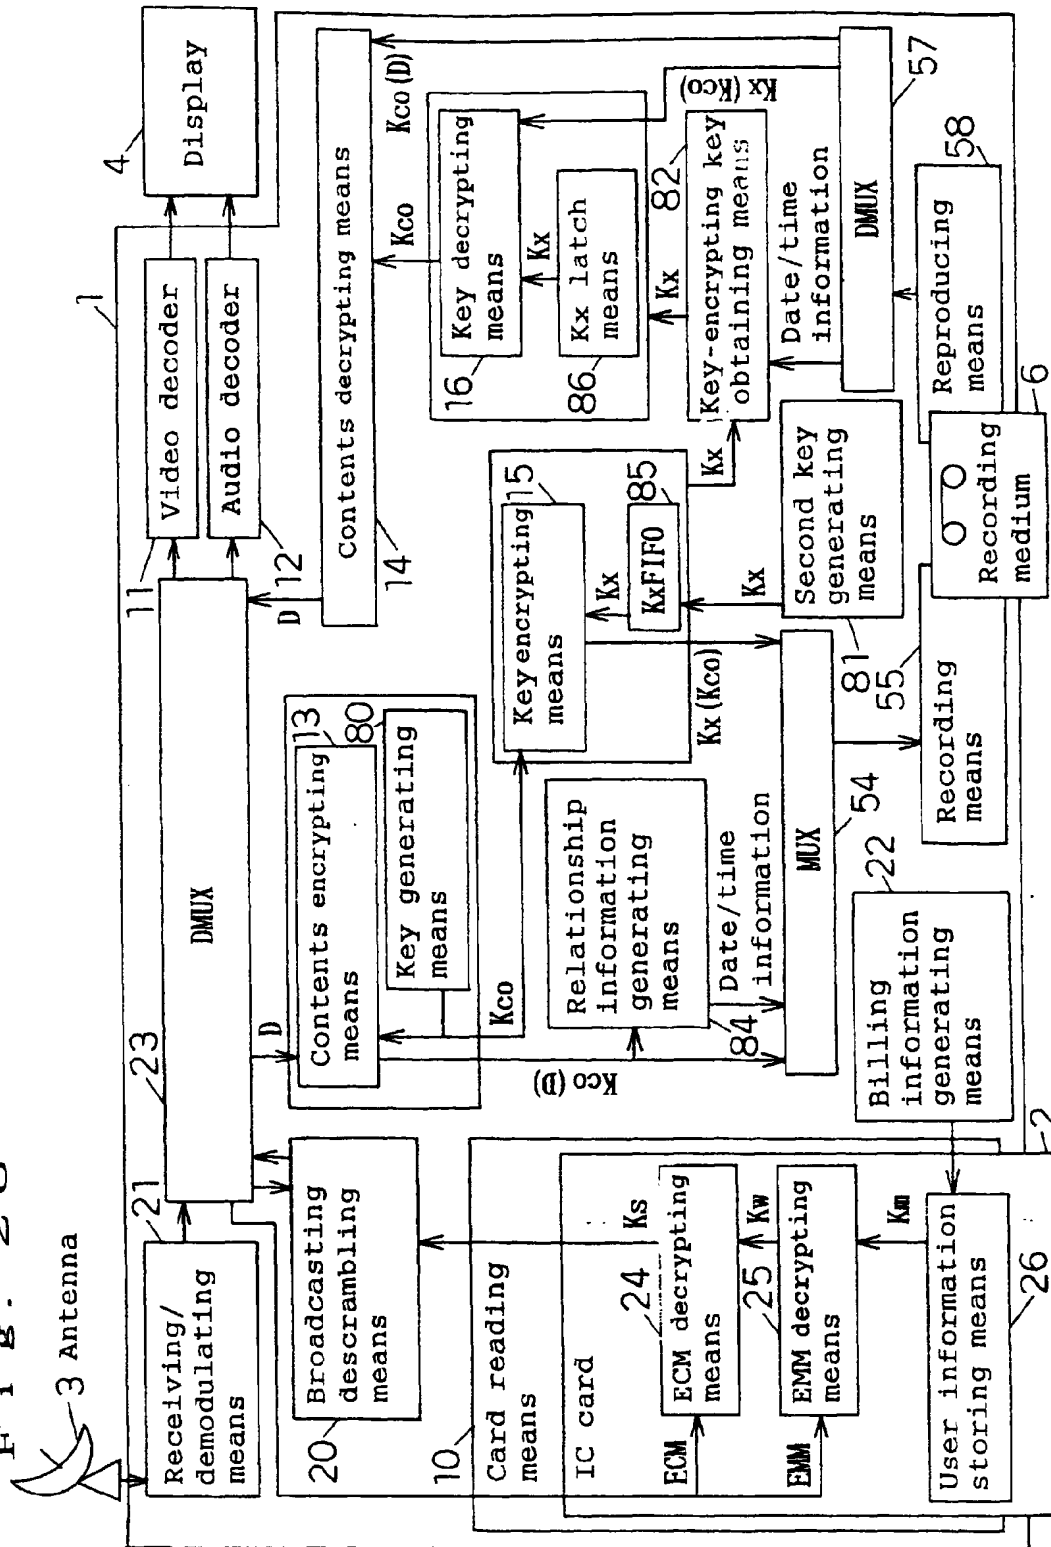 Fig. 26
3 Antenna
Receiving/
demodulating
means
21
23
DMUX
11
Video decoder
Audio decoder
12
1
4
Display
20
Broadcasting
descrambling
means
D
13
Contents encrypting
means
80
Key generating
means
Kco
Kco(D)
D
14
Contents decrypting means
Kco
Kco(D)
16
Key decrypting
means
Kx
86
Kx latch
means
Kx(Kco)
10
Card reading
means
IC card
Ks
24
ECM decrypting
means
ECM
Kw
25
EMM decrypting
means
EMM
Km
User information
storing means
26
2
Billing
information
generating
means
22
Relationship
information
generating
means
84
Date/time
information
Key encrypting
means
15
Kx
KxFIFO
85
Kx(Kco)
Kx
Kx
Second key
generating
means
81
MUX
54
Kx
82
Key-encrypting key
obtaining means
Date/time
information
DMUX
57
Recording
means
55
Recording
medium
6
Reproducing
means
58